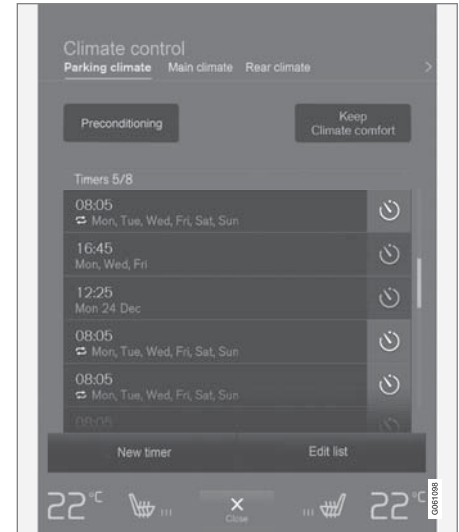 Climate control
Parking climate Main climate Rear climate
Preconditioning
Keep
Climate comfort
Timers 5/8
08:05
Mon, Tue, Wed, Fri, Sat, Sun
16:45
Mon, Wed, Fri
12:25
Mon 24 Dec
08:05
Mon, Tue, Wed, Fri, Sat, Sun
08:05
Mon, Tue, Wed, Fri, Sat, Sun
08:05
New timer Edit list
22°C Close 22°C
G061098